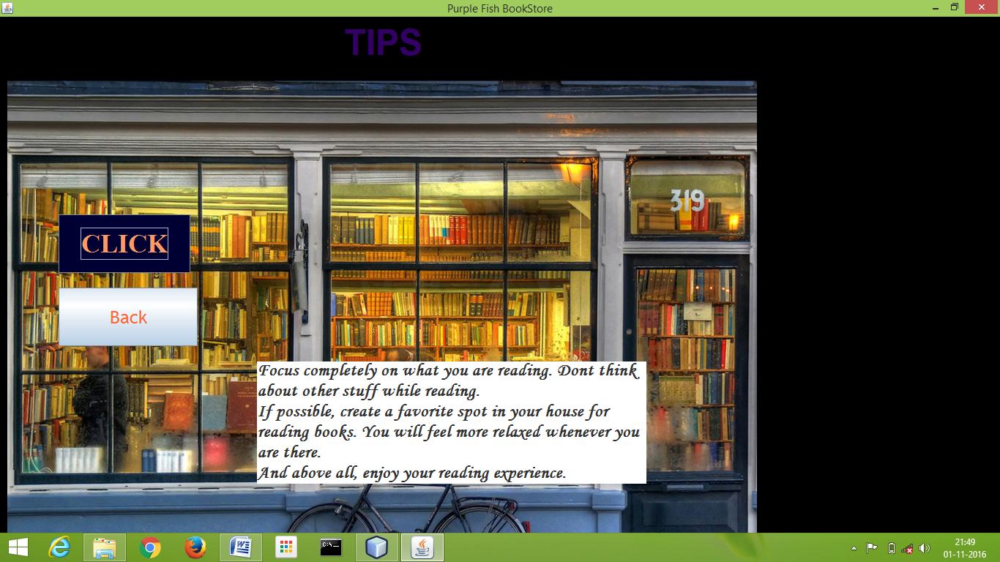 Purple Fish BookStore
TIPS
319
CLICK
Back
Focus completely on what you are reading. Dont think
about other stuff while reading.
If possible, create a favorite spot in your house for
reading books. You will feel more relaxed whenever you
are there.
And above all, enjoy your reading experience.
21:49
01-11-2016